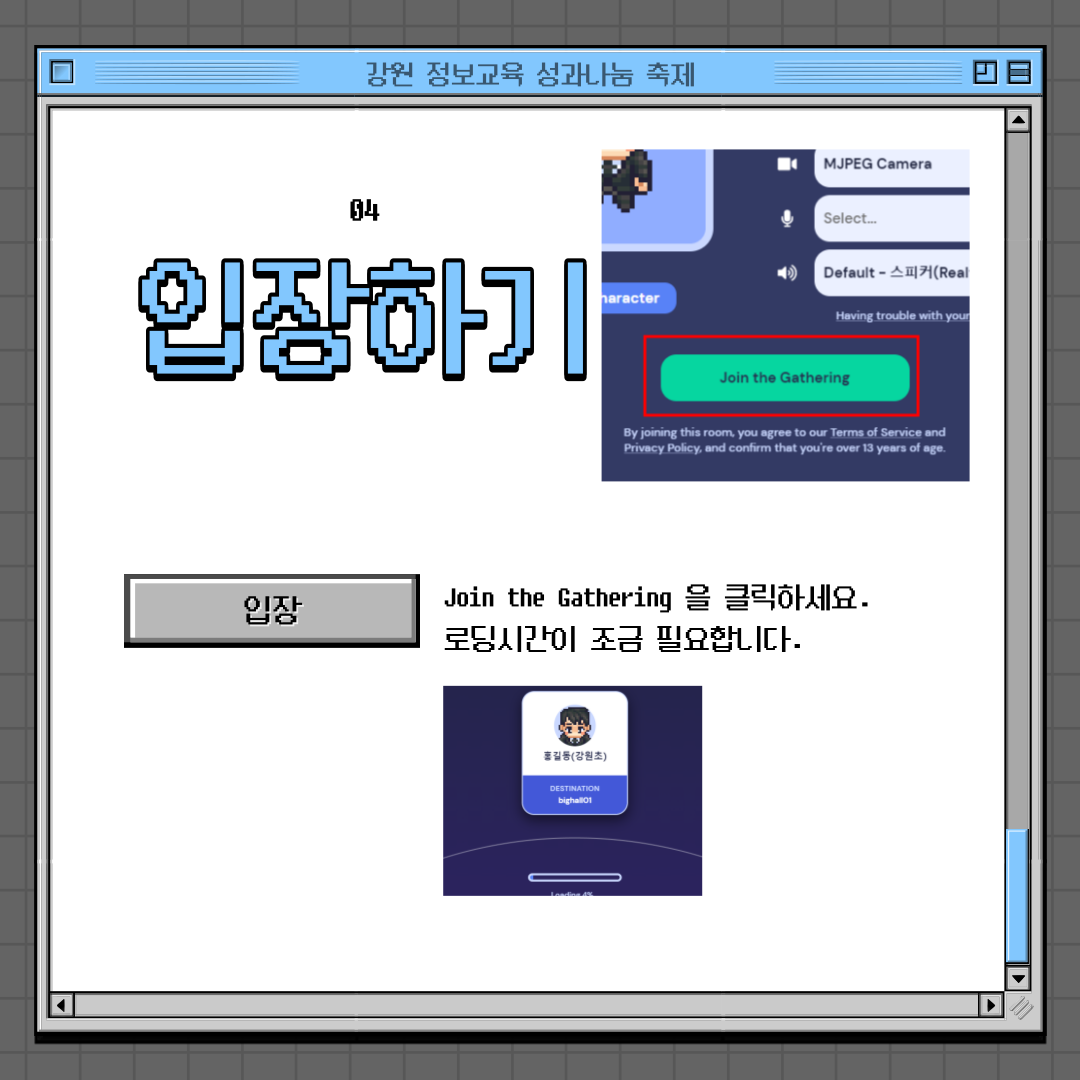 강원 정보교육 성과나눔 축제
04
입장하기
MJPEG Camera
Select...
Default - 스피커(Real
haracter
Having trouble with your
Join the Gathering
By joining this room, you agree to our Terms of Service and
Privacy Policy, and confirm that you're over 13 years of age.
입장
Join the Gathering 을 클릭하세요.
로딩시간이 조금 필요합니다.
홍길동(강원초)
DESTINATION
bighall01
Loading 4%